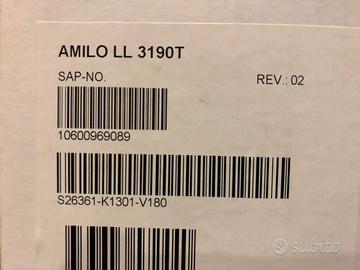 AMILO LL 3190T
SAP-NO. REV.: 02
10600969089
S26361-K1301-V180
subito